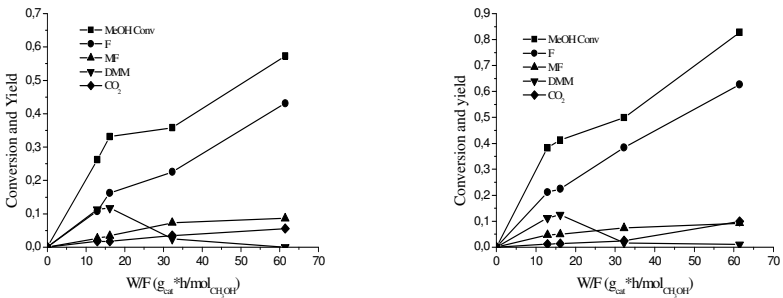 0,7
0,6
0,5
0,4
0,3
0,2
0,1
0,0
Conversion and Yield
MeOH Conv
F
MF
DMM
CO2
0 10 20 30 40 50 60 70
W/F (gcat*h/molCH3OH)
0,9
0,8
0,7
0,6
0,5
0,4
0,3
0,2
0,1
0,0
Conversion and yield
MeOH Conv
F
MF
DMM
CO2
0 10 20 30 40 50 60 70
W/F (gcat*h/molCH3OH)